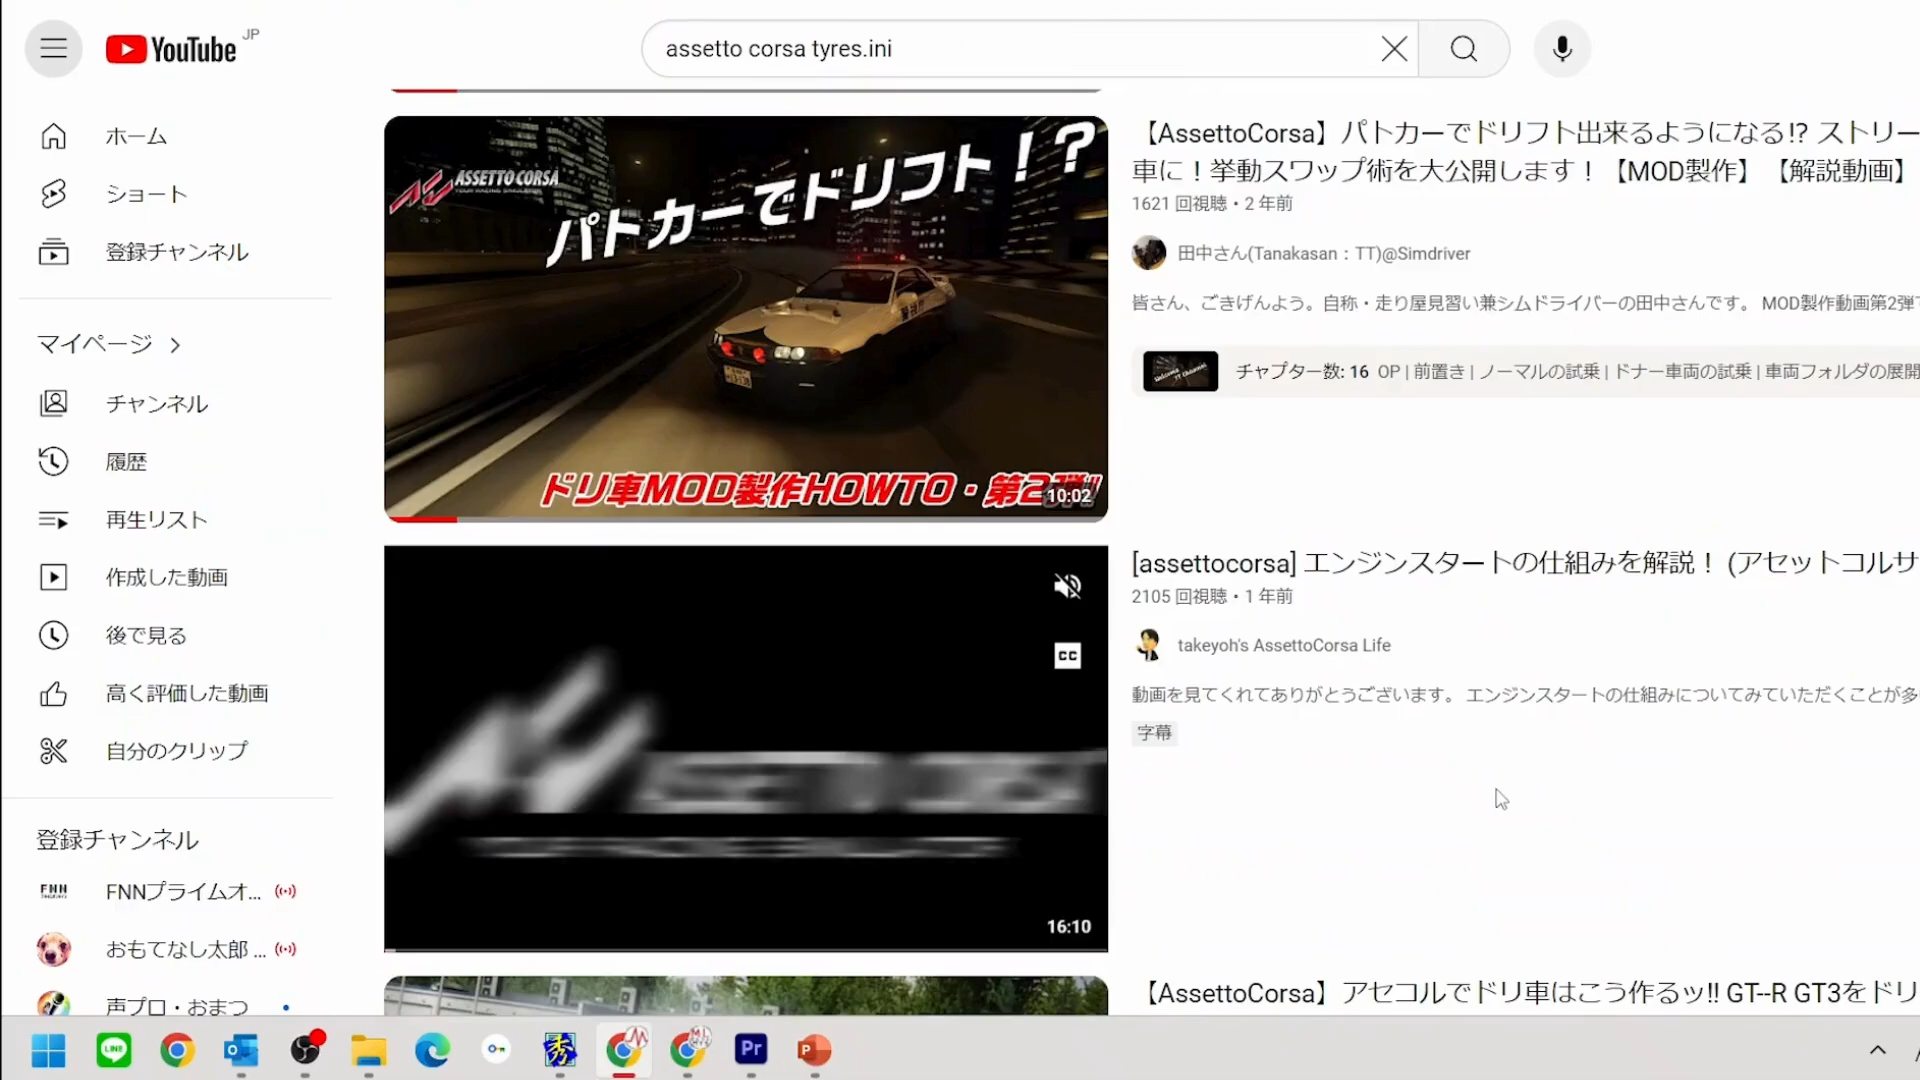 YouTube JP
assetto corsa tyres.ini
ホーム
ショート
登録チャンネル
マイページ
チャンネル
履歴
再生リスト
作成した動画
後で見る
高く評価した動画
自分のクリップ
登録チャンネル
FNNプライムオ...
おもてなし太郎 ...
声プロ・おまつ
ASSETTO CORSA
パトカーでドリフト!?
ドリ車MOD製作HOWTO・第2弾!!
10:02
【AssettoCorsa】パトカーでドリフト出来るようになる!? ストリー
車に！挙動スワップ術を大公開します！【MOD製作】【解説動画】
1621 回視聴・2 年前
田中さん(Tanakasan：TT)@Simdriver
皆さん、ごきげんよう。自称・走り屋見習い兼シムドライバーの田中さんです。 MOD製作動画第2弾で
チャプター数: 16 OP | 前置き | ノーマルの試乗 | ドナー車両の試乗 | 車両フォルダの展開
CC
16:10
[assettocorsa] エンジンスタートの仕組みを解説！ (アセットコルサ
2105 回視聴・1 年前
takeyoh's AssettoCorsa Life
動画を見てくれてありがとうございます。 エンジンスタートの仕組みについてみていただくことが多
字幕
【AssettoCorsa】アセコルでドリ車はこう作るッ!! GT--R GT3をドリ
LINE
秀
Pr
P